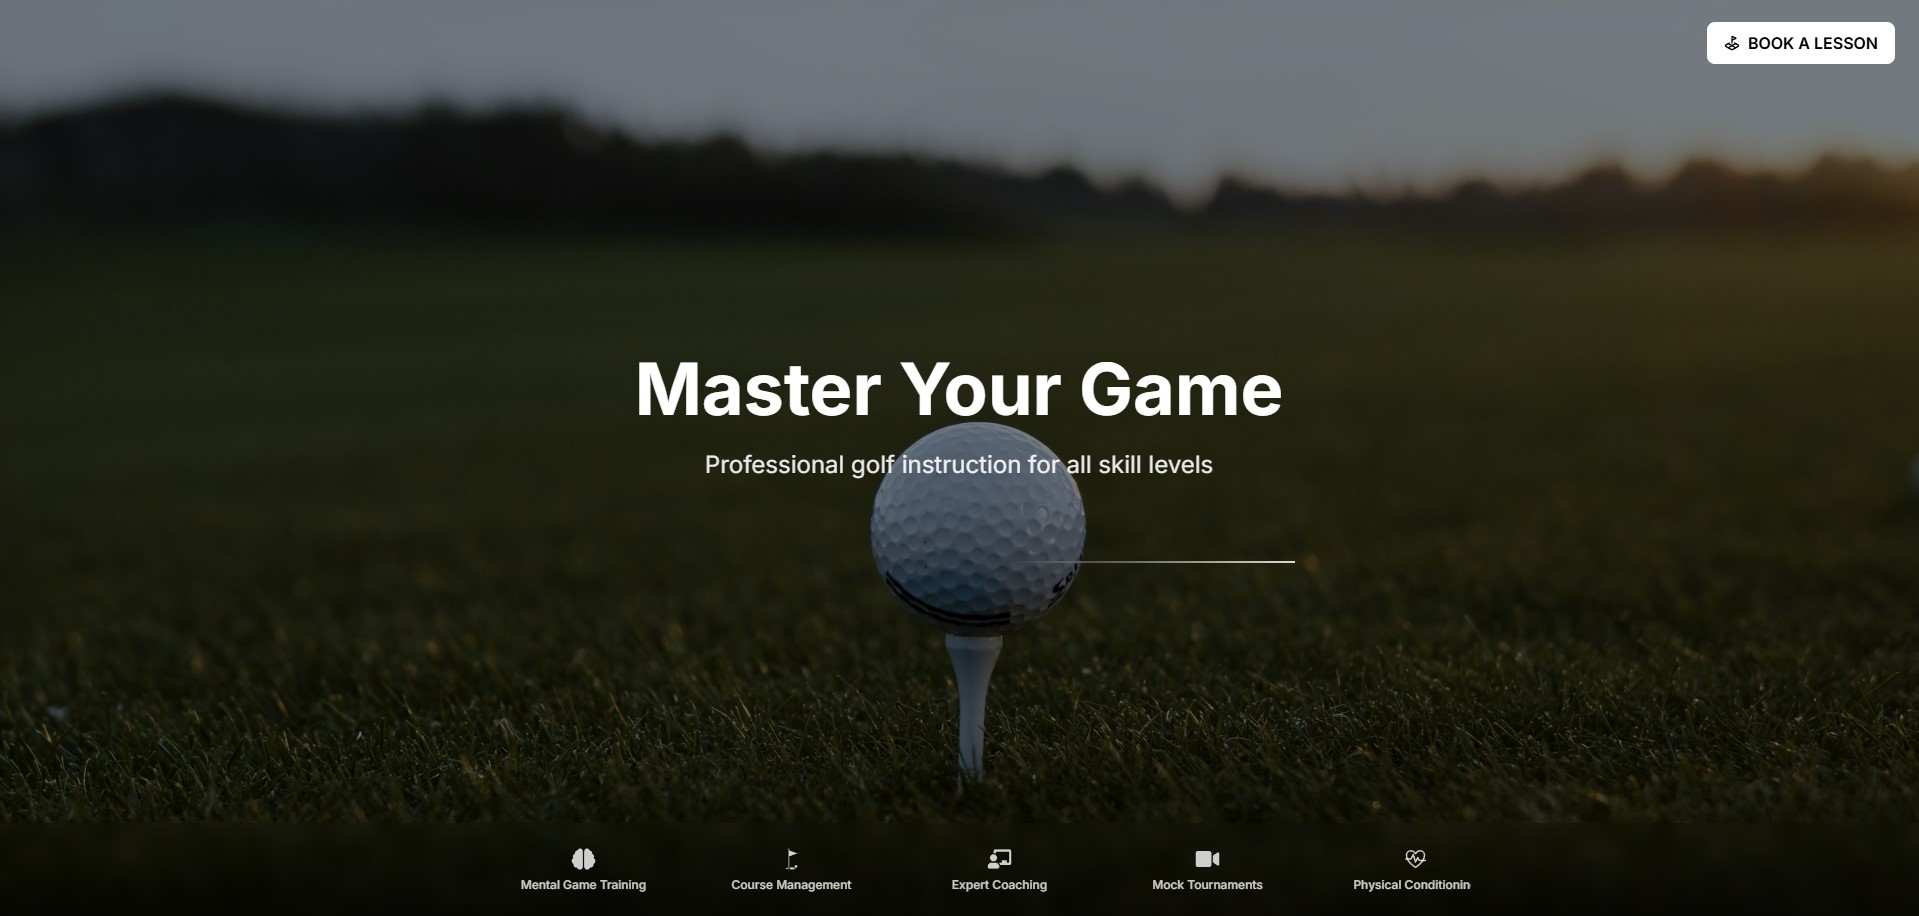 BOOK A LESSON
Master Your Game
Professional golf instruction for all skill levels
Mental Game Training
Course Management
Expert Coaching
Mock Tournaments
Physical Conditionin